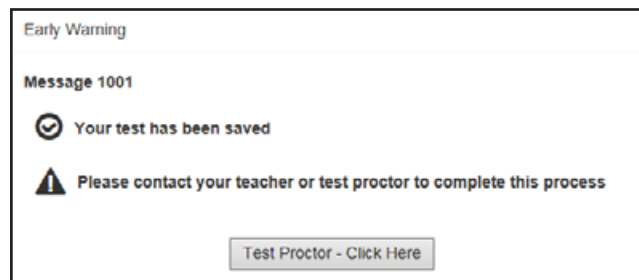 Early Warning
Message 1001
Your test has been saved
Please contact your teacher or test proctor to complete this process
Test Proctor - Click Here